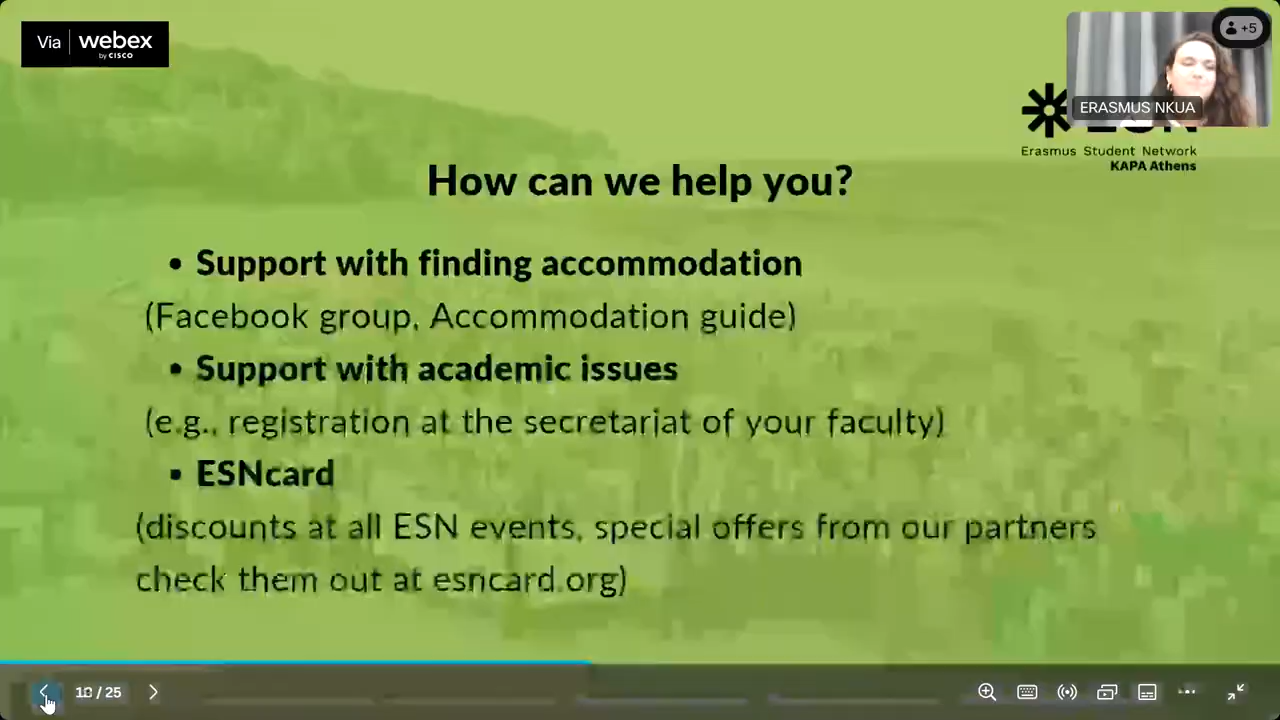 Via webex
by CISCO
+5
ERASMUS NKUA
Erasmus Student Network
KAPA Athens
How can we help you?
• Support with finding accommodation
(Facebook group, Accommodation guide)
• Support with academic issues
(e.g., registration at the secretariat of your faculty)
• ESNcard
(discounts at all ESN events, special offers from our partners
check them out at esncard.org)
/ 25